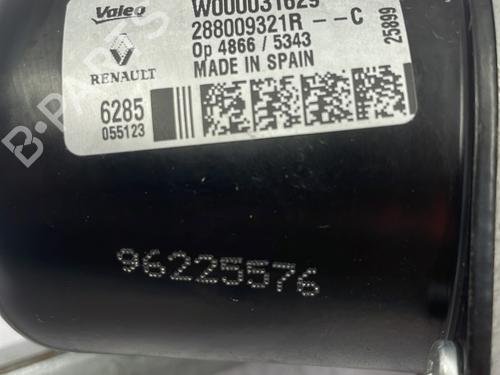 Valeo
RENAULT
W000031629
288009321R --C
Op 4866 / 5343
MADE IN SPAIN
25899
6285
055123
B-PARTS
96225576